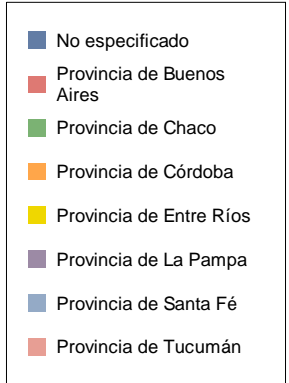 No especificado
Provincia de Buenos
Aires
Provincia de Chaco
Provincia de Córdoba
Provincia de Entre Ríos
Provincia de La Pampa
Provincia de Santa Fé
Provincia de Tucumán